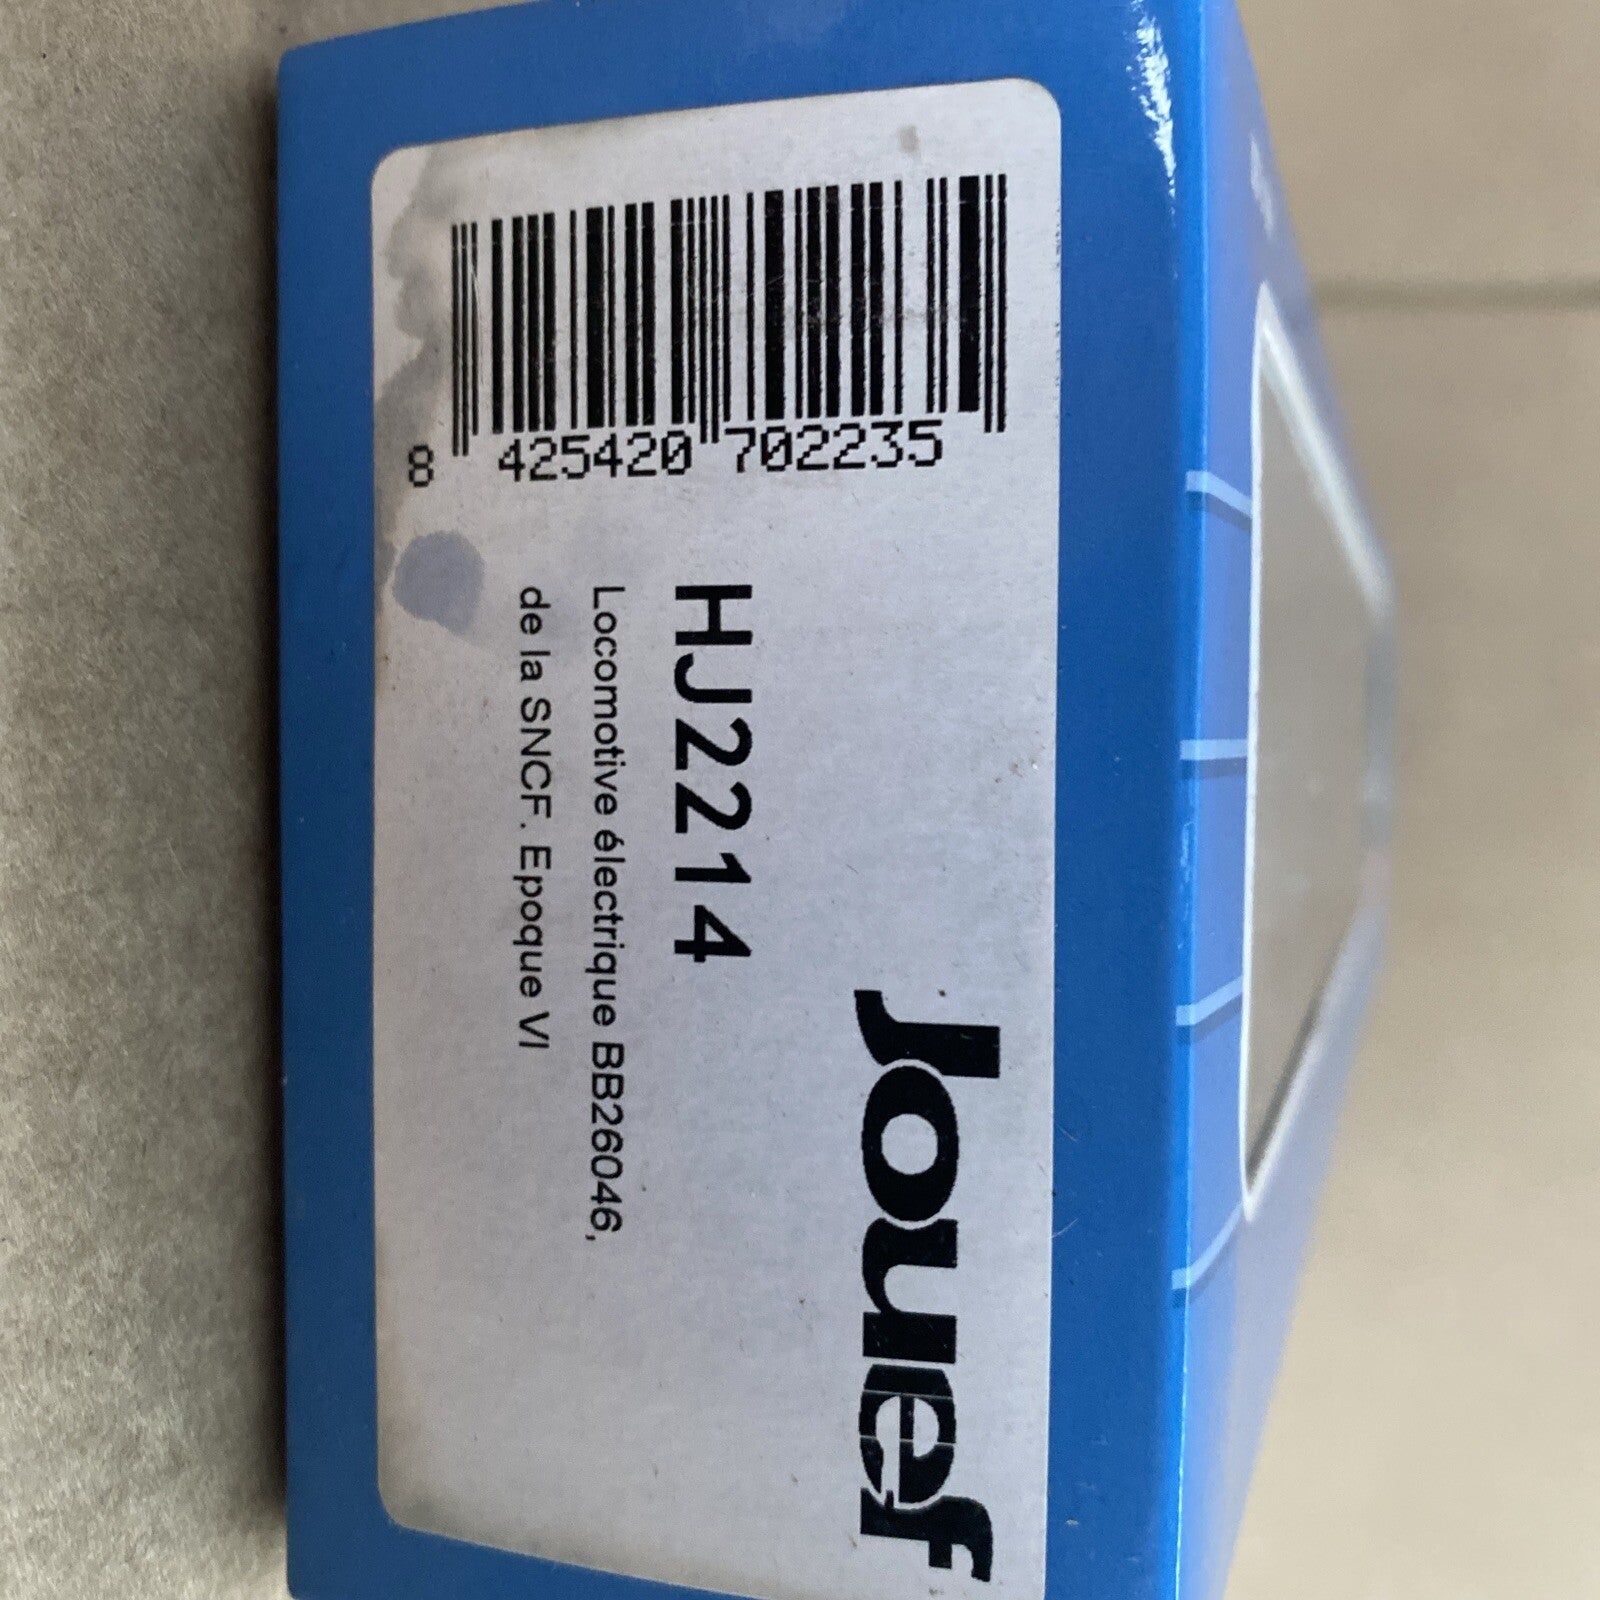 Jouef
HJ2214
Locomotive électrique BB26046,
de la SNCF. Epoque VI
8 425420 702235